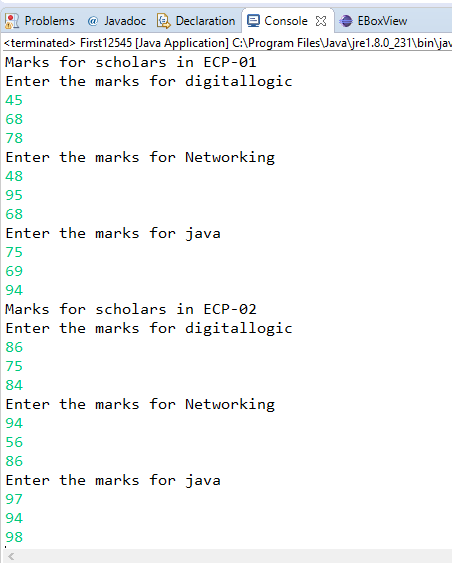 Problems @ Javadoc Declaration Console EBoxView
<terminated> First12545 [Java Application] C:\Program Files\Java\jre1.8.0_231\bin\jav
Marks for scholars in ECP-01
Enter the marks for digitallogic
45
68
78
Enter the marks for Networking
48
95
68
Enter the marks for java
75
69
94
Marks for scholars in ECP-02
Enter the marks for digitallogic
86
75
84
Enter the marks for Networking
94
56
86
Enter the marks for java
97
94
98